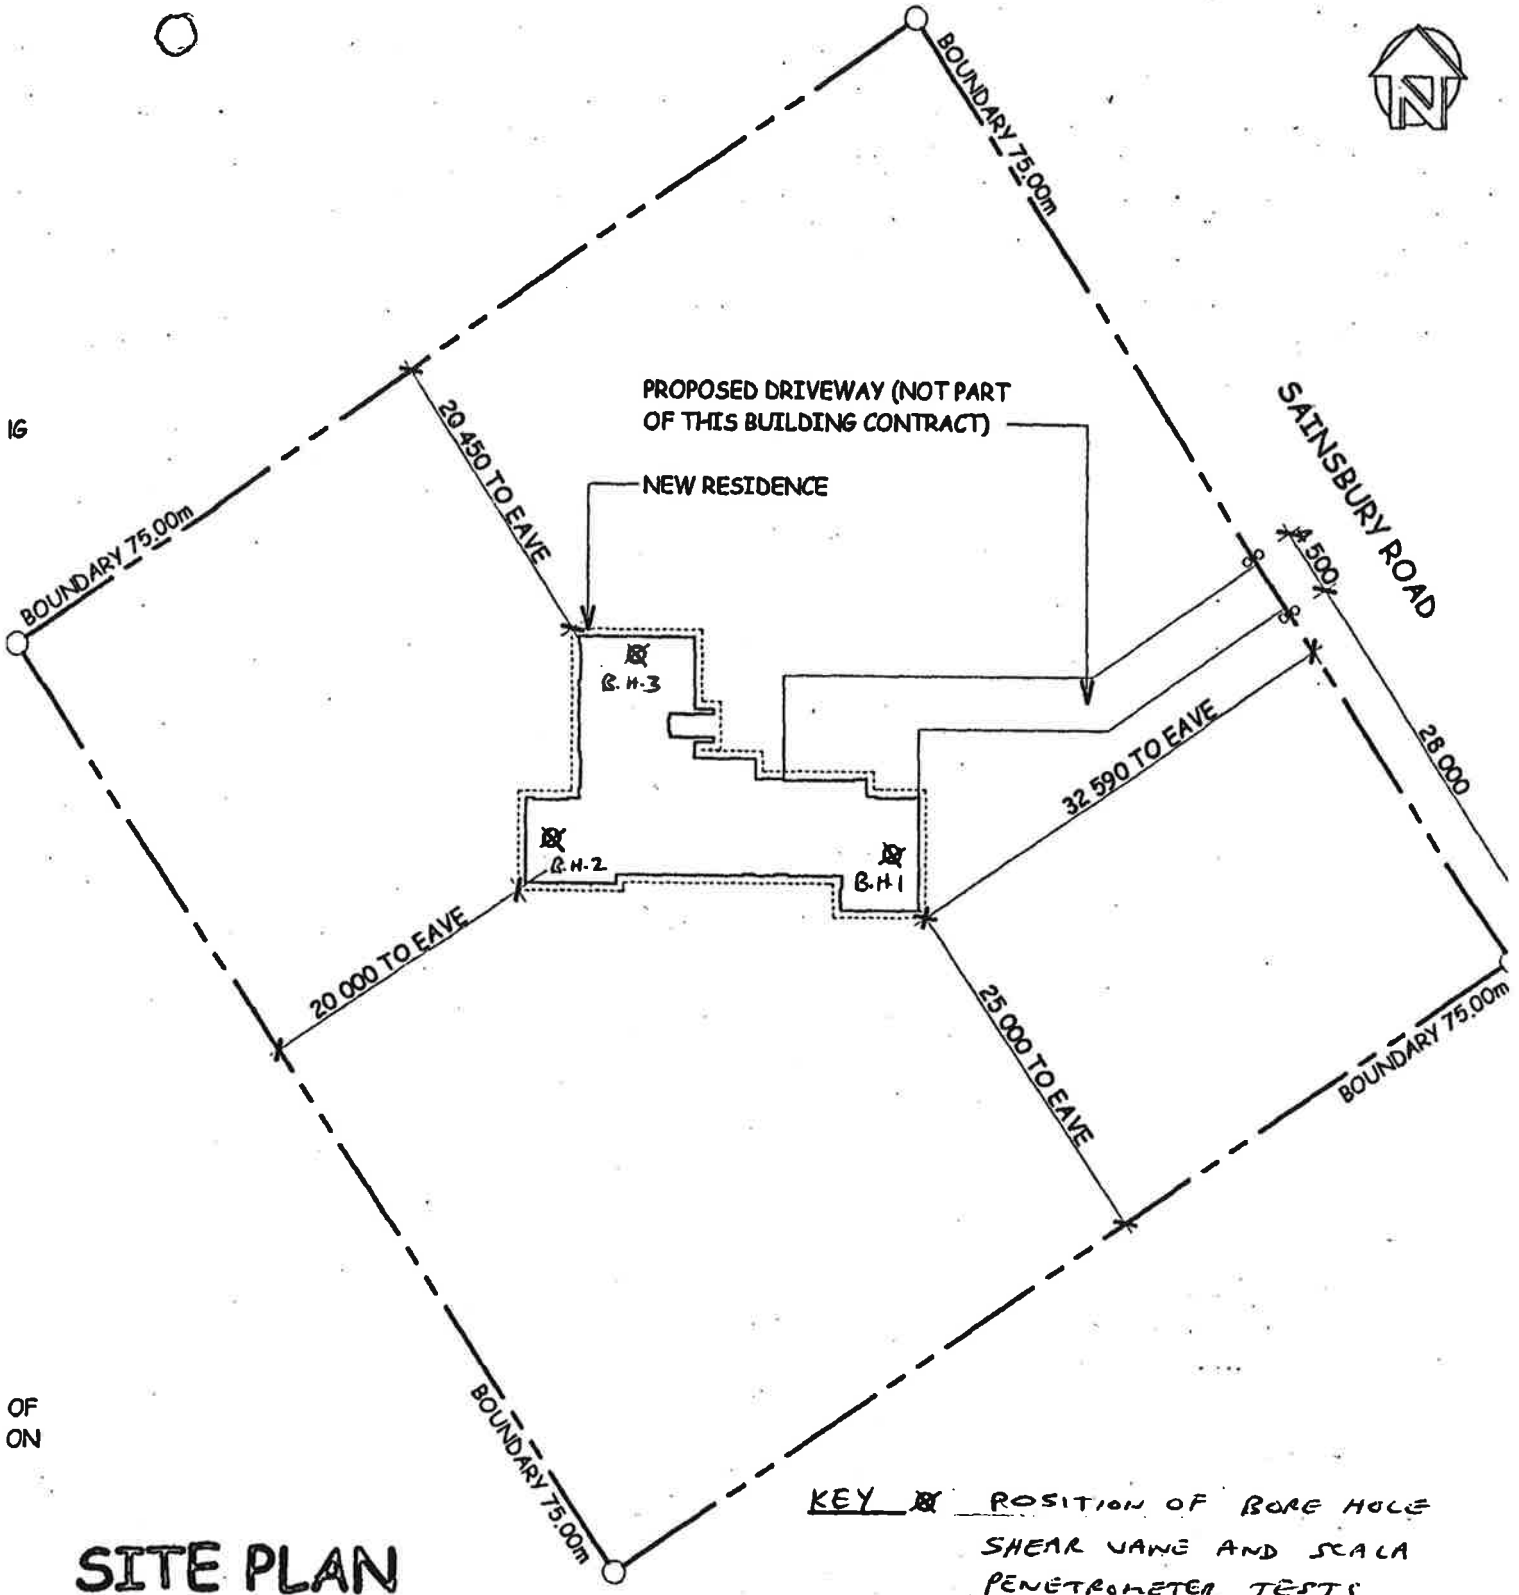 N
BOUNDARY 75.00m
PROPOSED DRIVEWAY (NOT PART
OF THIS BUILDING CONTRACT)
IG
20 450 TO EAVE
SAINSBURY ROAD
NEW RESIDENCE
BOUNDARY 75.00m
4 500
B.H-3
28 000
32 590 TO EAVE
B.H-2
B.H1
20 000 TO EAVE
25 000 TO EAVE
BOUNDARY 75.00m
OF
ON
BOUNDARY 75.00m
KEY POSITION OF BORE HOLE
SHEAR VANE AND SCALA
PENETROMETER TESTS
SITE PLAN